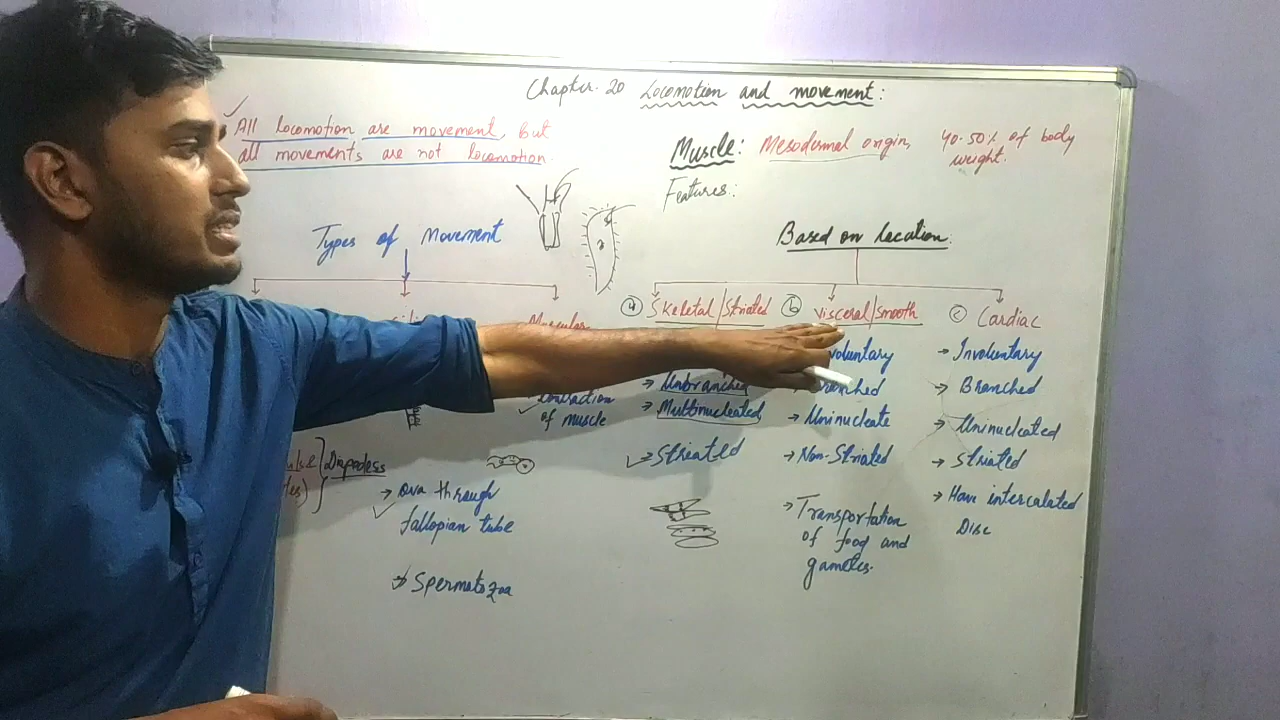 Chapter. 20 Locomotion and movement:
All locomotion are movement, but
all movements are not locomotion.
Muscle: Mesodermal origin, 40-50% of body
weight.
Features:
Types of Movement
Based on location
Muscular
contraction
of muscle
Diapedesis
→ Ova through
fallopian tube
→ Spermatozoa
(a) Skeletal/Striated
→ Unbranched
→ Multinucleated
→ Striated
(b) visceral/smooth
→ Uninucleate
→ Non-Striated
→ Transportation
of food and
gametes.
(c) Cardiac
→ Involuntary
→ Branched
→ Uninucleated
→ Striated
→ Have intercalated
Disc